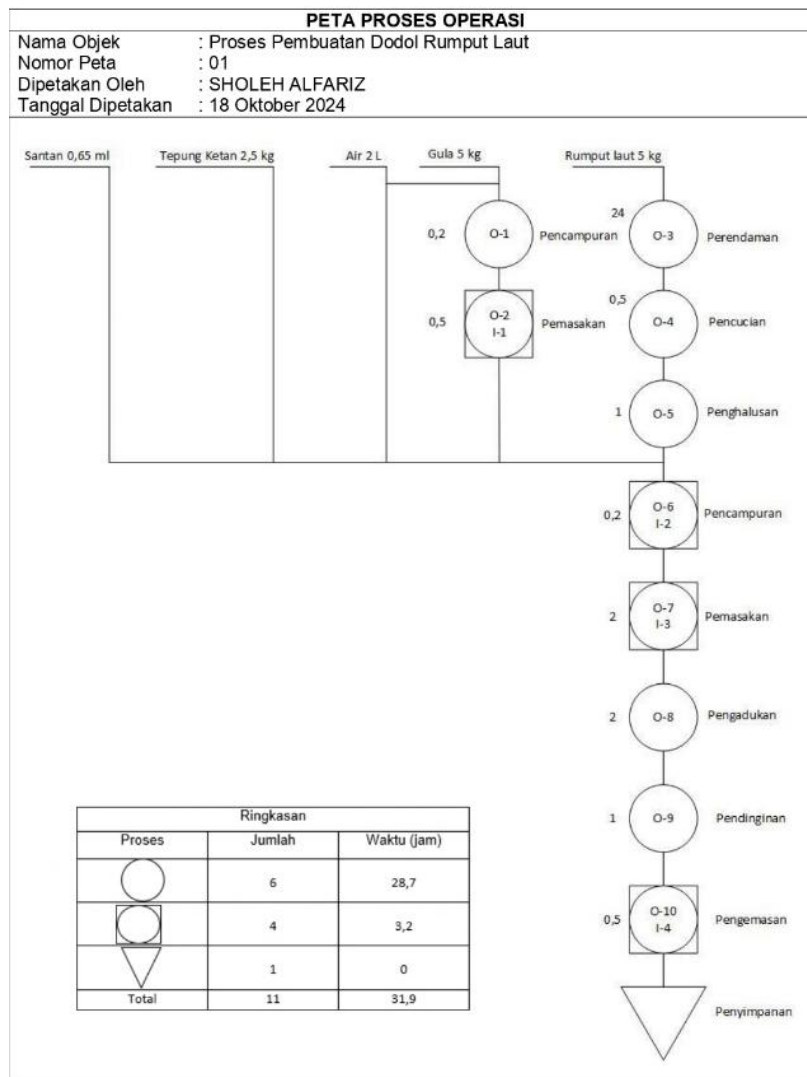 PETA PROSES OPERASI
Nama Objek : Proses Pembuatan Dodol Rumput Laut
Nomor Peta : 01
Dipetakan Oleh : SHOLEH ALFARIZ
Tanggal Dipetakan : 18 Oktober 2024
Santan 0,65 ml Tepung Ketan 2,5 kg Air 2 L Gula 5 kg Rumput laut 5 kg
0,2 O-1 Pencampuran 24 O-3 Perendaman
0,5 O-2 I-1 Pemasakan 0,5 O-4 Pencucian
1 O-5 Penghalusan
0,2 O-6 I-2 Pencampuran
2 O-7 I-3 Pemasakan
2 O-8 Pengadukan
1 O-9 Pendinginan
0,5 O-10 I-4 Pengemasan
Penyimpanan
Ringkasan
Proses Jumlah Waktu (jam)
6 28,7
4 3,2
1 0
Total 11 31,9